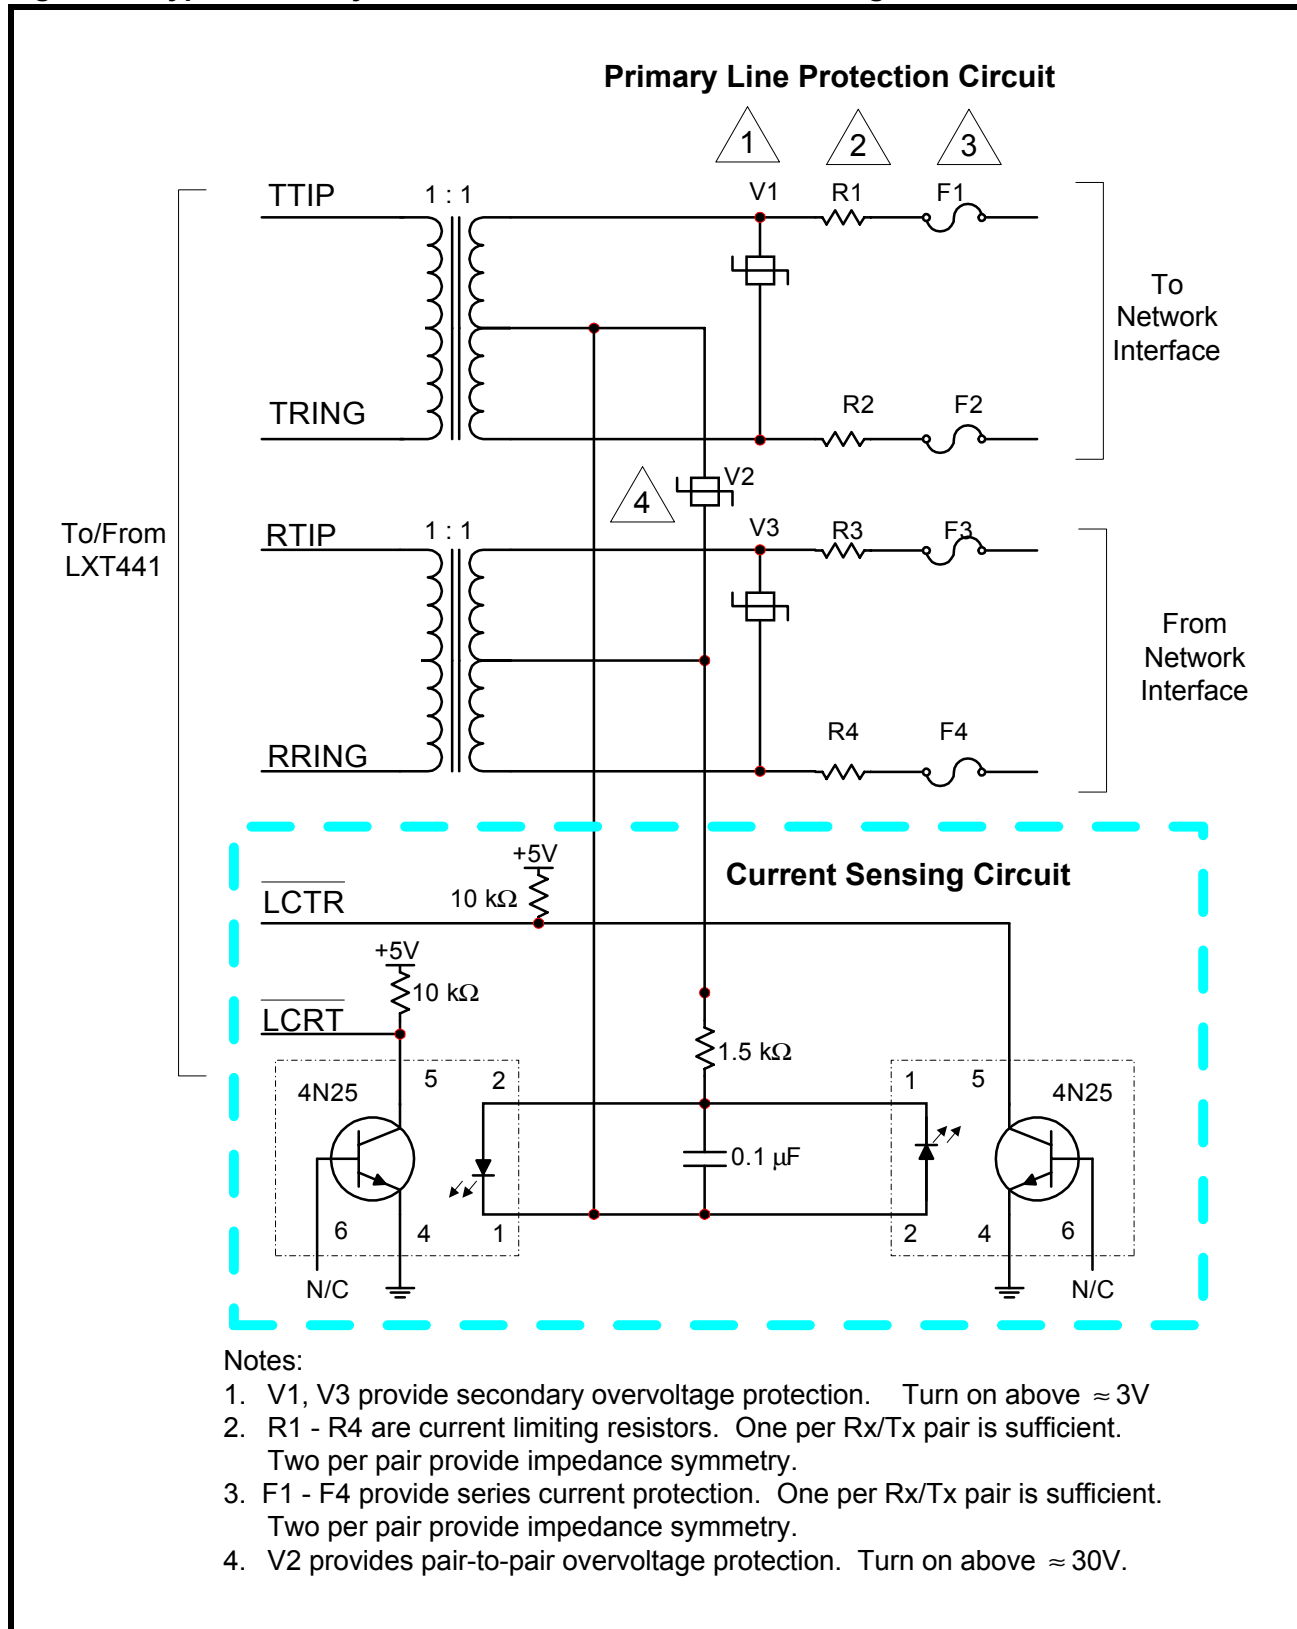 Primary Line Protection Circuit
1
2
3
TTIP
1 : 1
V1
R1
F1
To
Network
Interface
TRING
R2
F2
4
V2
To/From
LXT441
RTIP
1 : 1
V3
R3
F3
From
Network
Interface
RRING
R4
F4
Current Sensing Circuit
+5V
10 kΩ
LCTR
+5V
10 kΩ
LCRT
1.5 kΩ
4N25
5
2
1
5
4N25
0.1 μF
6
4
1
2
4
6
N/C
N/C
Notes:
1. V1, V3 provide secondary overvoltage protection. Turn on above ≈ 3V
2. R1 - R4 are current limiting resistors. One per Rx/Tx pair is sufficient.
Two per pair provide impedance symmetry.
3. F1 - F4 provide series current protection. One per Rx/Tx pair is sufficient.
Two per pair provide impedance symmetry.
4. V2 provides pair-to-pair overvoltage protection. Turn on above ≈ 30V.